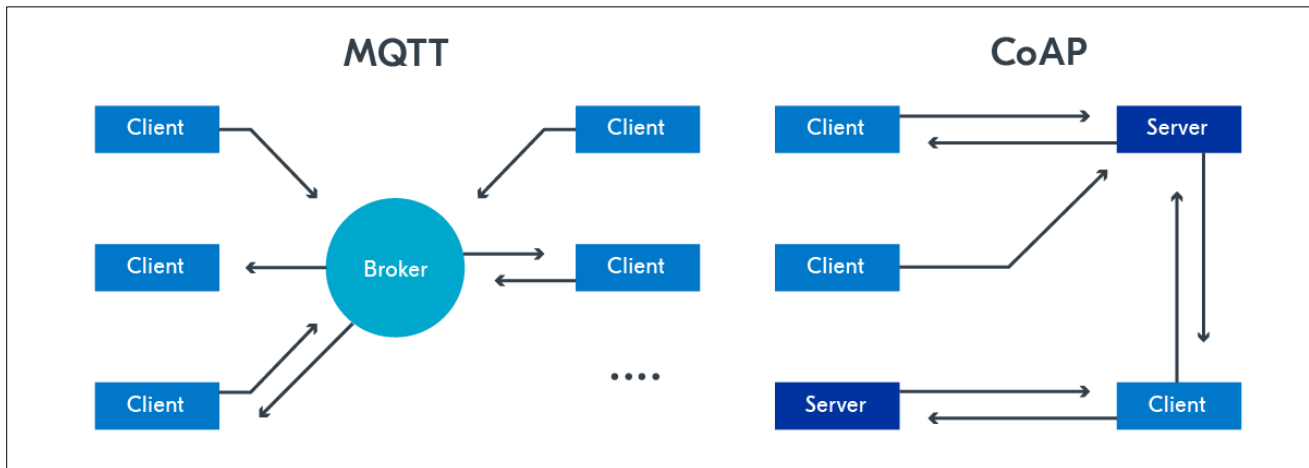 MQTT
CoAP
Client
Client
Client
Server
Client
Broker
Client
Client
Client
....
Server
Client